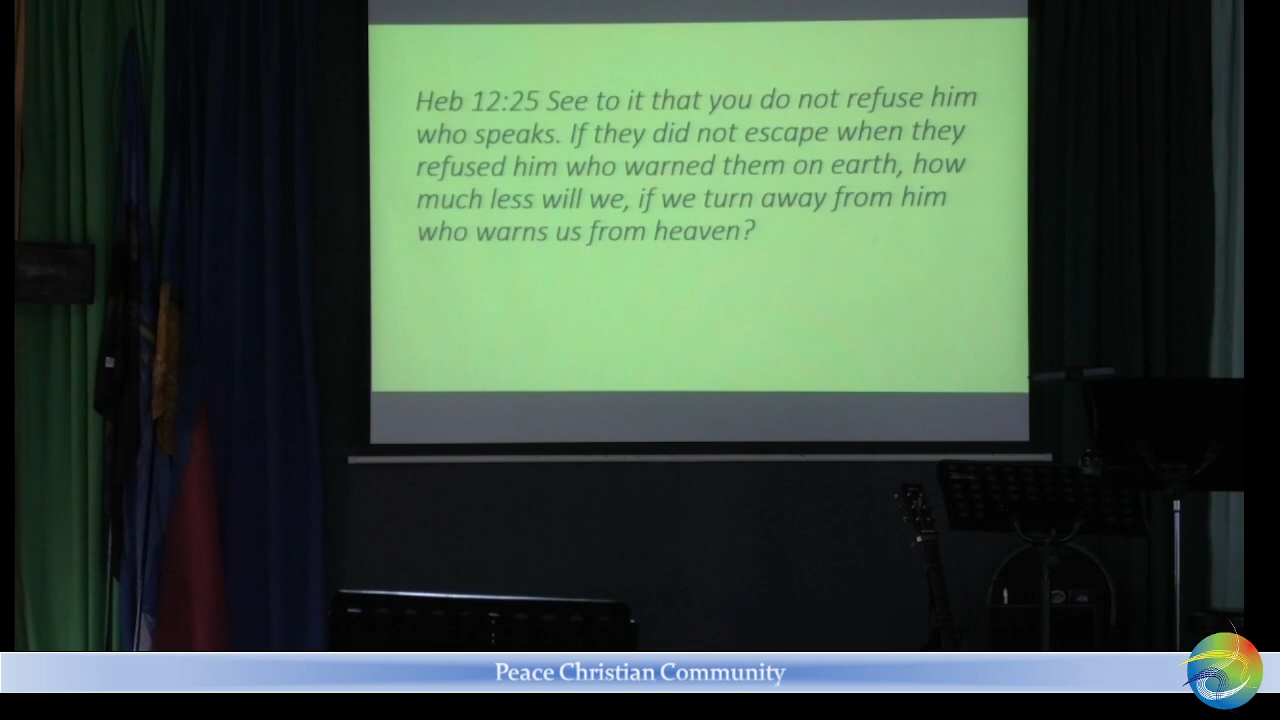 Heb 12:25 See to it that you do not refuse him
who speaks. If they did not escape when they
refused him who warned them on earth, how
much less will we, if we turn away from him
who warns us from heaven?
Peace Christian Community